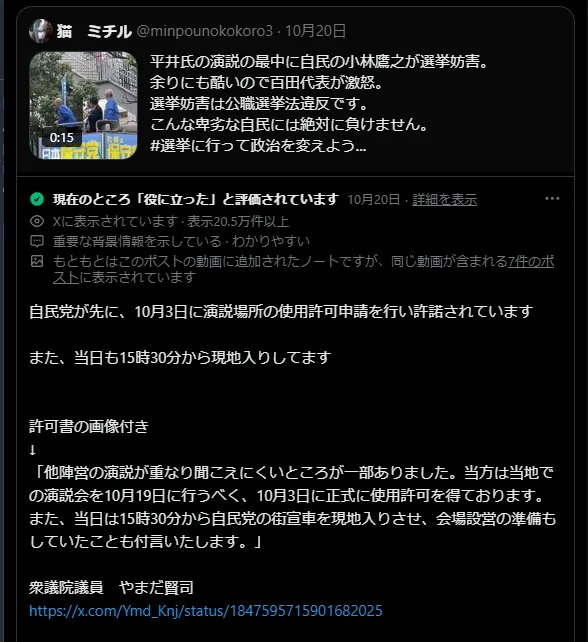 猫　ミチル @minpounokokoro3 · 10月20日
平井氏の演説の最中に自民の小林鷹之が選挙妨害。
余りにも酷いので百田代表が激怒。
選挙妨害は公職選挙法違反です。
こんな卑劣な自民には絶対に負けません。
#選挙に行って政治を変えよう...
0:15
現在のところ「役に立った」と評価されています 10月20日 · 詳細を表示
Xに表示されています · 表示20.5万件以上
重要な背景情報を示している · わかりやすい
もともとはこのポストの動画に追加されたノートですが、同じ動画が含まれる7件のポ
ストに表示されています
自民党が先に、10月3日に演説場所の使用許可申請を行い許諾されています
また、当日も15時30分から現地入りしてます
許可書の画像付き
↓
「他陣営の演説が重なり聞こえにくいところが一部ありました。当方は当地で
の演説会を10月19日に行うべく、10月3日に正式に使用許可を得ております。
また、当日は15時30分から自民党の街宣車を現地入りさせ、会場設営の準備も
していたことも付言いたします。」
衆議院議員　やまだ賢司
https://x.com/Ymd_Knj/status/1847595715901682025